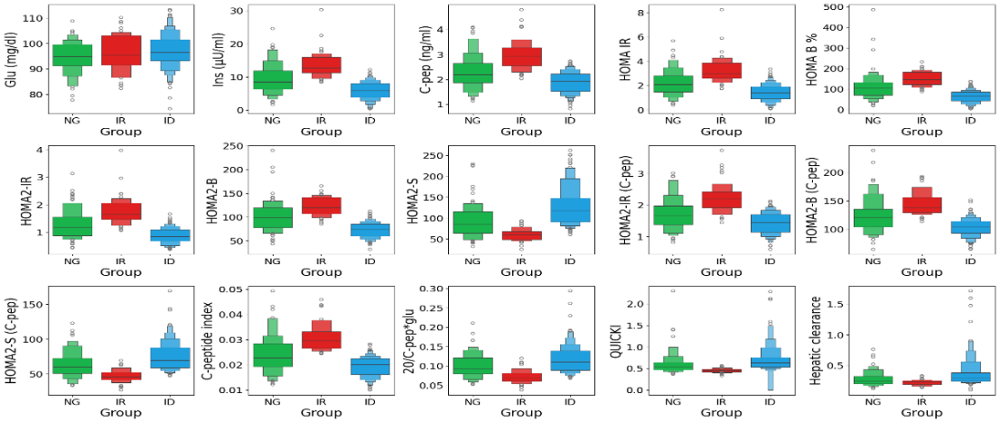 Glu (mg/dl)
110
100
90
80
NG IR ID
Group
Ins (μU/ml)
30
20
10
0
NG IR ID
Group
C-pep (ng/ml)
4
3
2
1
NG IR ID
Group
HOMA IR
8
6
4
2
0
NG IR ID
Group
HOMA B %
500
400
300
200
100
0
NG IR ID
Group
HOMA2-IR
4
3
2
1
NG IR ID
Group
HOMA2-B
250
200
150
100
50
NG IR ID
Group
HOMA2-S
250
200
150
100
50
NG IR ID
Group
HOMA2-IR (C-pep)
3
2
1
NG IR ID
Group
HOMA2-B (C-pep)
200
150
100
NG IR ID
Group
HOMA2-S (C-pep)
150
100
50
NG IR ID
Group
C-peptide index
0.05
0.04
0.03
0.02
0.01
NG IR ID
Group
20/C-pep*glu
0.30
0.20
0.15
0.10
0.05
NG IR ID
Group
QUICKI
2.0
1.5
1.0
0.5
0.0
NG IR ID
Group
Hepatic clearance
1.5
1.0
0.5
NG IR ID
Group